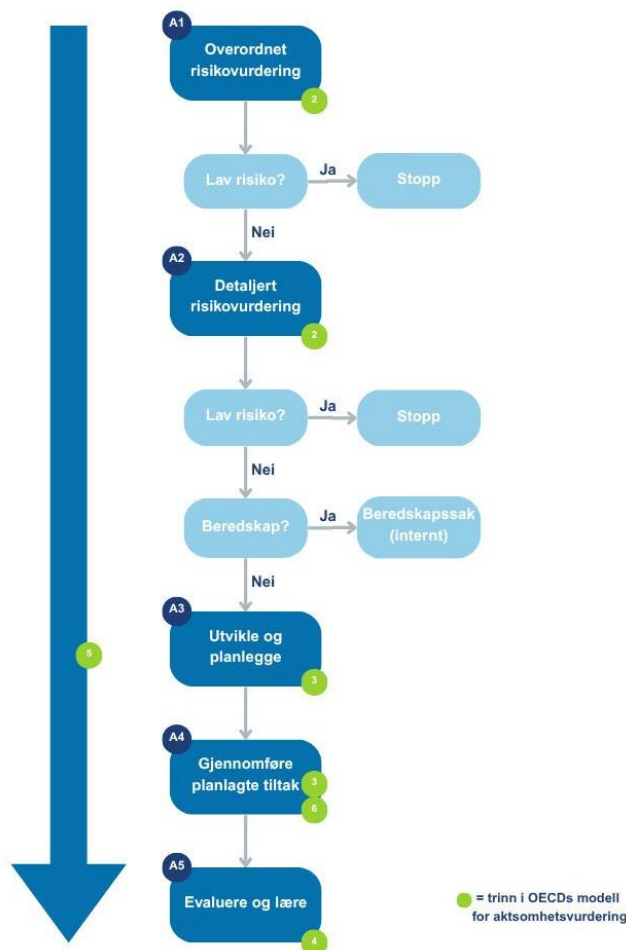 A1
Overordnet
risikovurdering
2
Lav risiko?
Ja
Stopp
Nei
A2
Detaljert
risikovurdering
2
Lav risiko?
Ja
Stopp
Nei
Beredskap?
Ja
Beredskapssak
(internt)
Nei
A3
Utvikle og
planlegge
3
5
A4
Gjennomføre
planlagte tiltak
3
6
A5
Evaluere og lære
4
= trinn i OECDs modell
for aktsomhetsvurdering